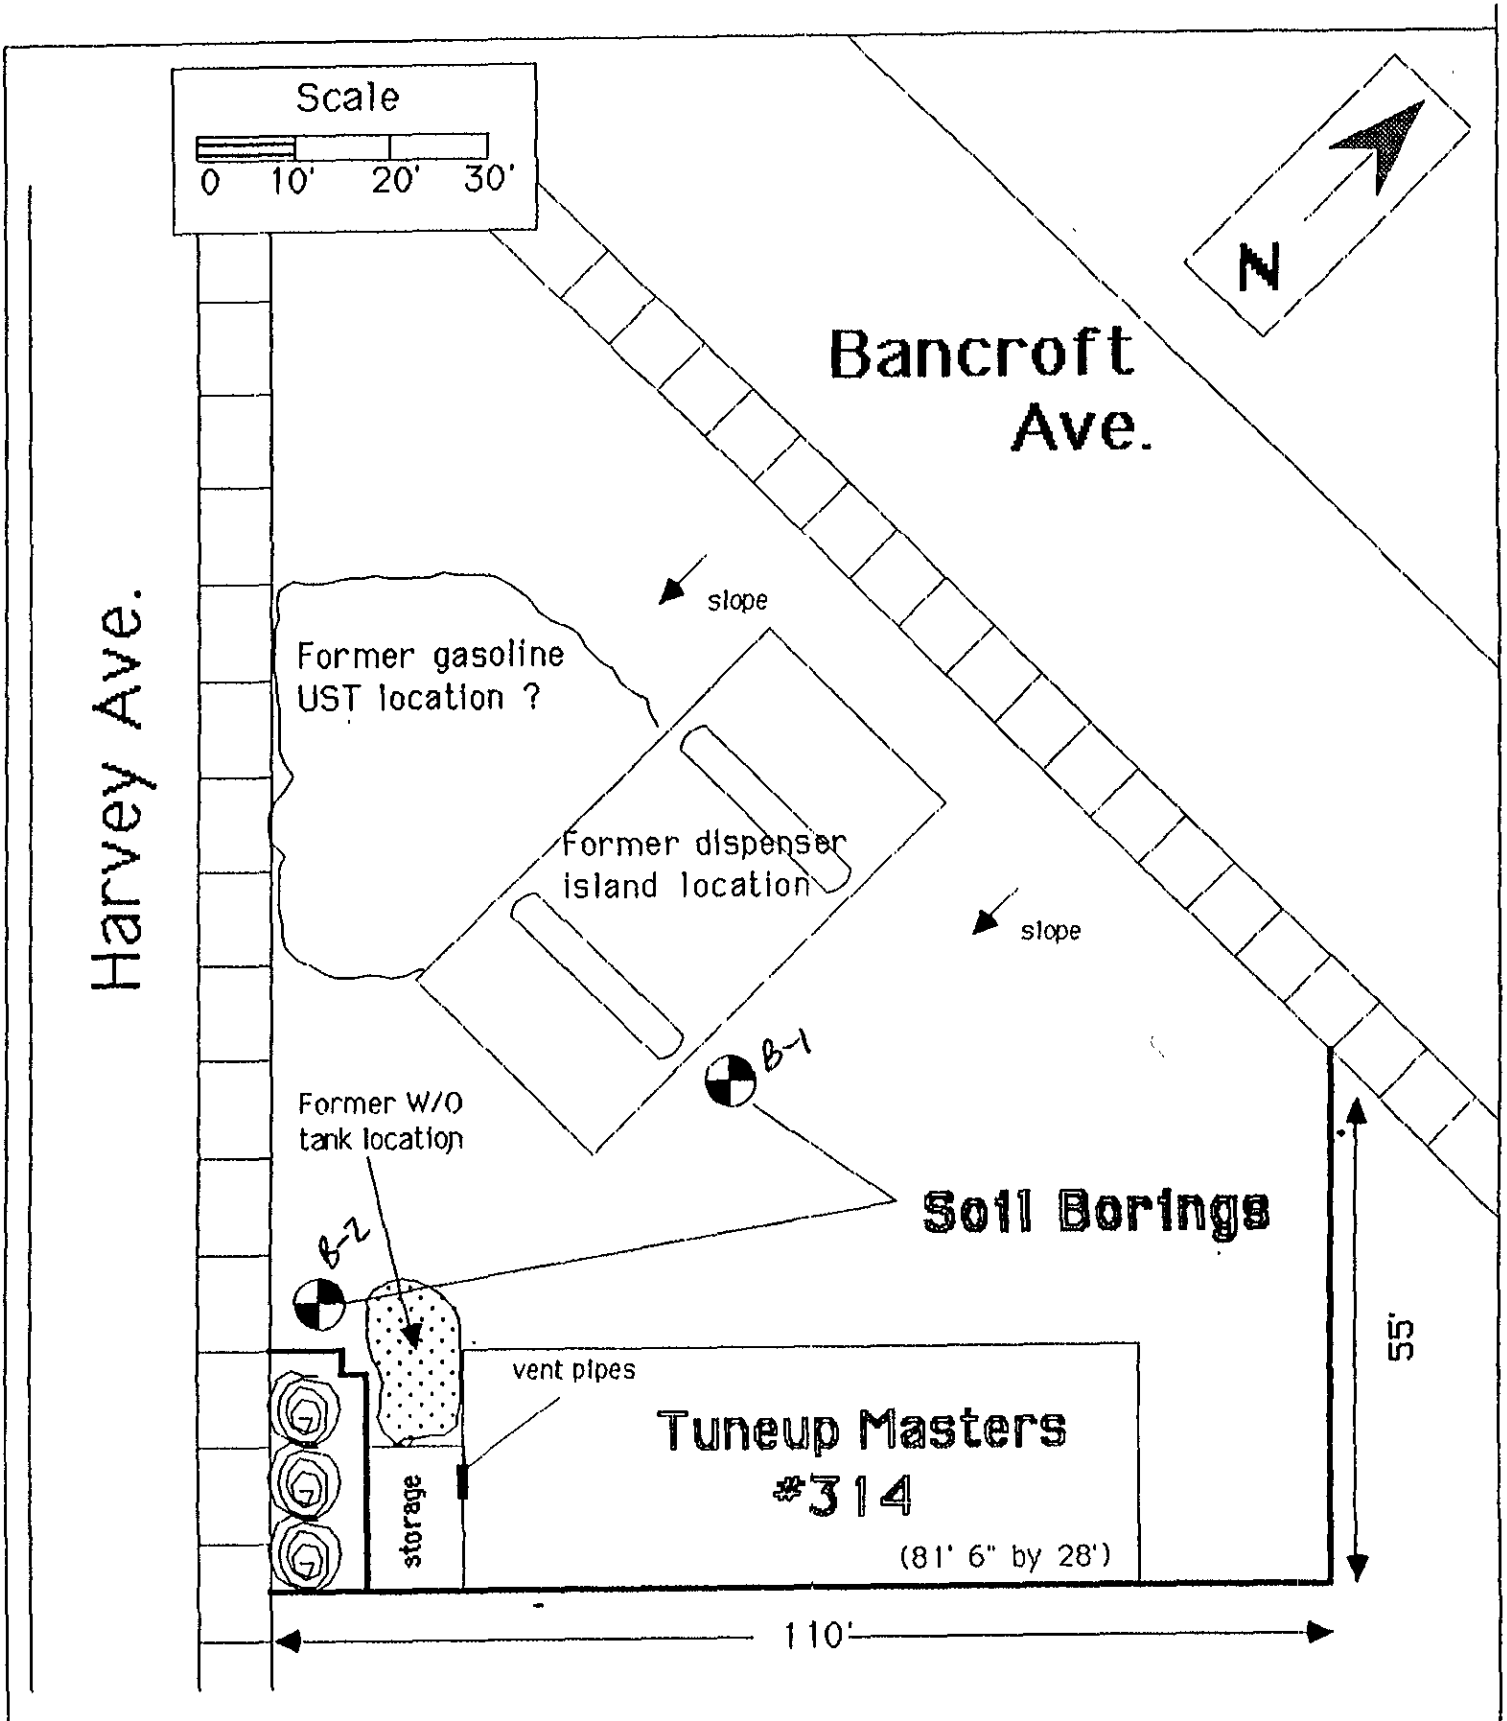 Scale
0 10' 20' 30'
N
Bancroft
Ave.
slope
Harvey Ave.
Former gasoline
UST location ?
Former dispenser
island location
slope
B-1
Former W/O
tank location
Soil Borings
B-2
55'
vent pipes
Tuneup Masters
#314
storage
(81' 6" by 28')
110'